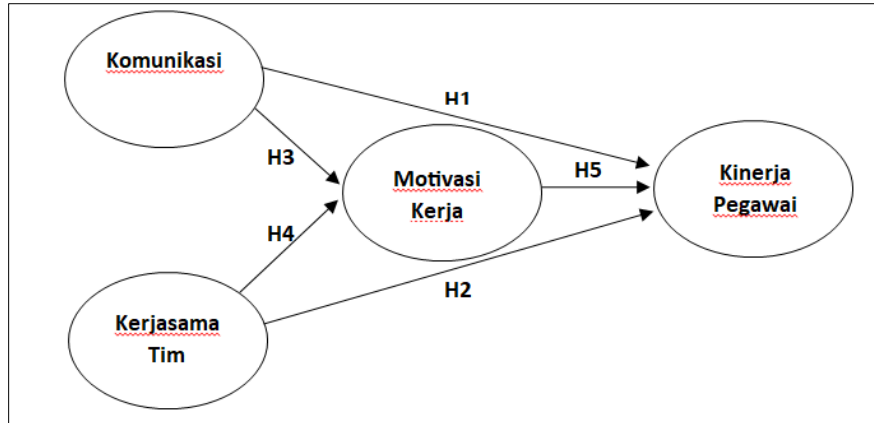 Komunikasi
H1
H3
Motivasi
Kerja
H5
Kinerja
Pegawai
H4
H2
Kerjasama
Tim